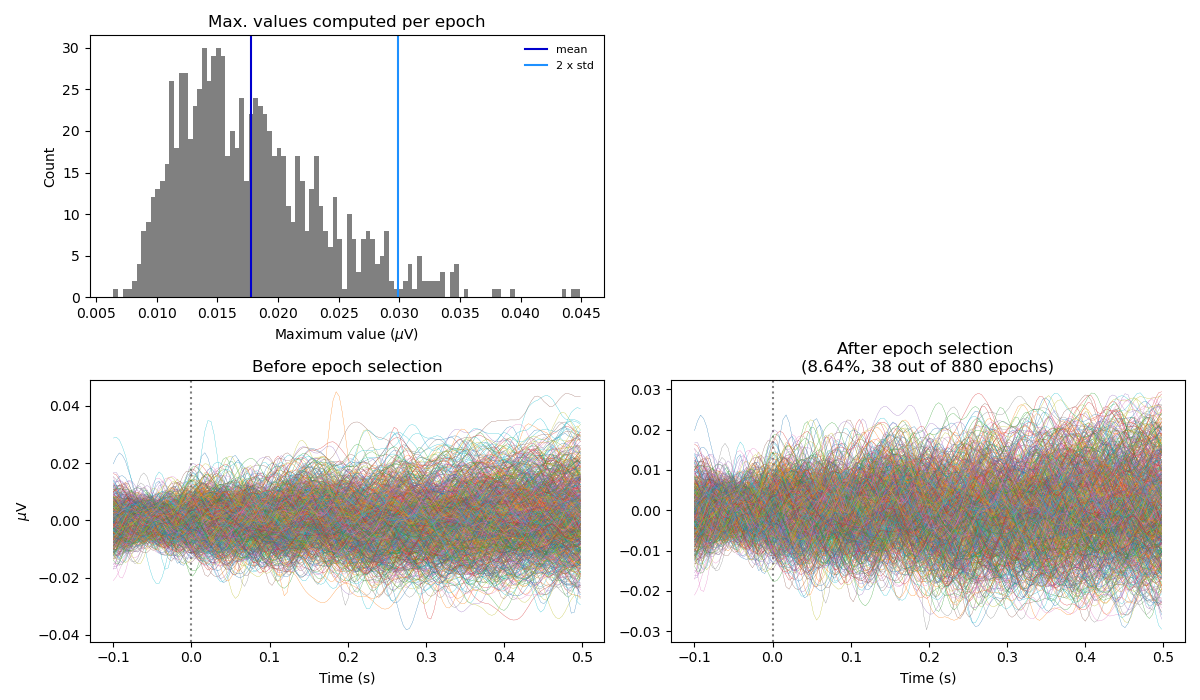 Max. values computed per epoch
mean
2 x std
30
25
20
15
10
5
0
Count
0.005 0.010 0.015 0.020 0.025 0.030 0.035 0.040 0.045
Maximum value (μV)
Before epoch selection
0.04
0.02
0.00
−0.02
−0.04
μV
−0.1 0.0 0.1 0.2 0.3 0.4 0.5
Time (s)
After epoch selection
(8.64%, 38 out of 880 epochs)
0.03
0.02
0.01
0.00
−0.01
−0.02
−0.03
−0.1 0.0 0.1 0.2 0.3 0.4 0.5
Time (s)